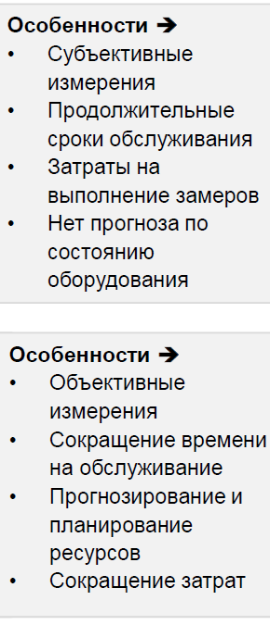 Особенности ➔
• Субъективные
измерения
• Продолжительные
сроки обслуживания
• Затраты на
выполнение замеров
• Нет прогноза по
состоянию
оборудования
Особенности ➔
• Объективные
измерения
• Сокращение времени
на обслуживание
• Прогнозирование и
планирование
ресурсов
• Сокращение затрат